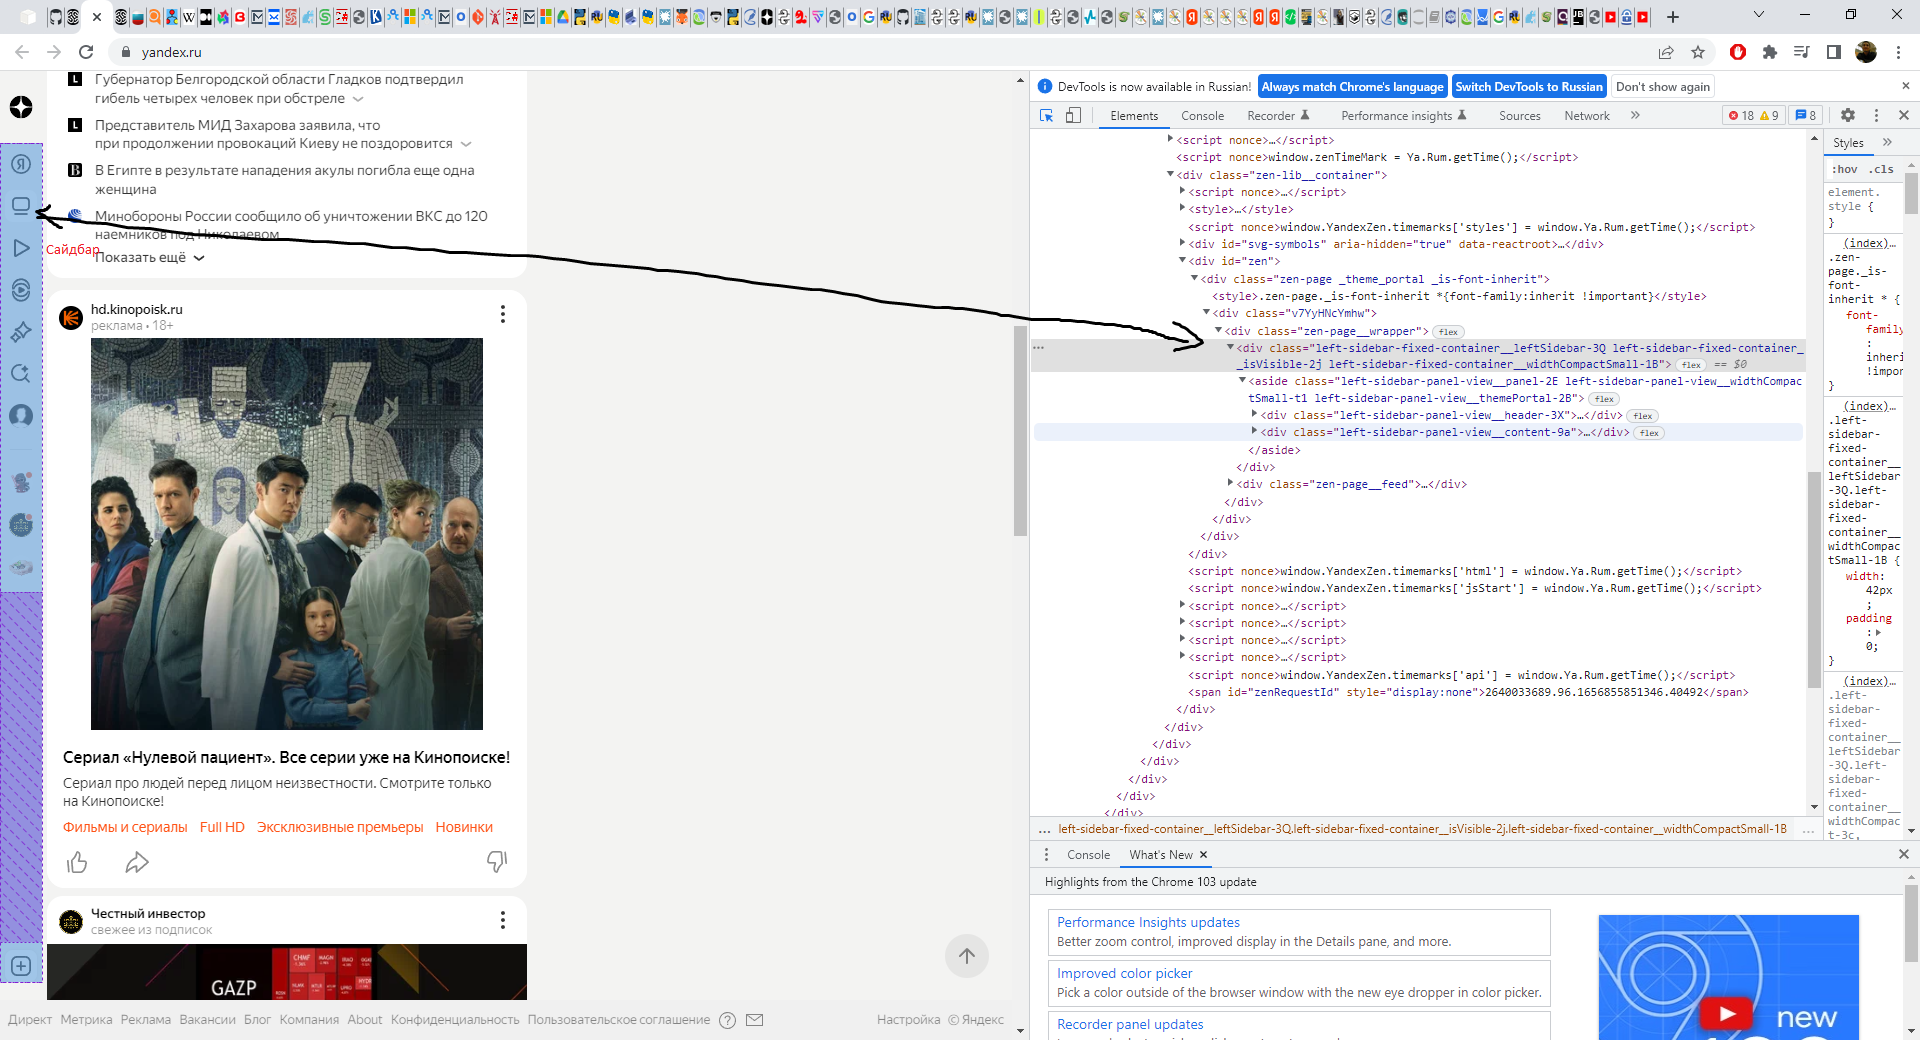 yandex.ru
Губернатор Белгородской области Гладков подтвердил
гибель четырех человек при обстреле
Представитель МИД Захарова заявила, что
при продолжении провокаций Киеву не поздоровится
В Египте в результате нападения акулы погибла еще одна
женщина
Минобороны России сообщило об уничтожении ВКС до 120
наемников под Николаевом
Сайдбар
Показать ещё
hd.kinopoisk.ru
реклама • 18+
Сериал «Нулевой пациент». Все серии уже на Кинопоиске!
Сериал про людей перед лицом неизвестности. Смотрите только
на Кинопоиске!
Фильмы и сериалы Full HD Эксклюзивные премьеры Новинки
Честный инвестор
свежее из подписок
GAZP
Директ Метрика Реклама Вакансии Блог Компания About Конфиденциальность Пользовательское соглашение Настройка © Яндекс
DevTools is now available in Russian! Always match Chrome's language Switch DevTools to Russian Don't show again
Elements Console Recorder Performance insights Sources Network » 18 9 8
<script nonce>…</script>
<script nonce>window.zenTimeMark = Ya.Rum.getTime();</script>
<div class="zen-lib__container">
<script nonce>…</script>
<style>…</style>
<script nonce>window.YandexZen.timemarks['styles'] = window.Ya.Rum.getTime();</script>
<div id="svg-symbols" aria-hidden="true" data-reactroot>…</div>
<div id="zen">
<div class="zen-page _theme_portal _is-font-inherit">
<style>.zen-page._is-font-inherit *{font-family:inherit !important}</style>
<div class="v7YyHNcYmhw">
<div class="zen-page__wrapper"> flex
<div class="left-sidebar-fixed-container__leftSidebar-3Q left-sidebar-fixed-container_
_isVisible-2j left-sidebar-fixed-container__widthCompactSmall-1B"> flex == $0
<aside class="left-sidebar-panel-view__panel-2E left-sidebar-panel-view__widthCompac
tSmall-t1 left-sidebar-panel-view__themePortal-2B"> flex
<div class="left-sidebar-panel-view__header-3X">…</div> flex
<div class="left-sidebar-panel-view__content-9a">…</div> flex
</aside>
</div>
<div class="zen-page__feed">…</div>
</div>
</div>
</div>
</div>
<script nonce>window.YandexZen.timemarks['html'] = window.Ya.Rum.getTime();</script>
<script nonce>window.YandexZen.timemarks['jsStart'] = window.Ya.Rum.getTime();</script>
<script nonce>…</script>
<script nonce>…</script>
<script nonce>…</script>
<script nonce>…</script>
<script nonce>window.YandexZen.timemarks['api'] = window.Ya.Rum.getTime();</script>
<span id="zenRequestId" style="display:none">2640033689.96.1656855851346.40492</span>
</div>
</div>
</div>
</div>
</div>
</div>
</div>
… left-sidebar-fixed-container__leftSidebar-3Q.left-sidebar-fixed-container__isVisible-2j.left-sidebar-fixed-container__widthCompactSmall-1B …
Styles »
:hov .cls
element.
style {
}
(index)…
.zen-
page._is-
font-
inherit * {
font-
family
:
inheri
!impor
}
(index)…
.left-
sidebar-
fixed-
container__
leftSidebar
-3Q.left-
sidebar-
fixed-
container__
widthCompac
tSmall-1B {
width:
42px
;
padding
:
0;
}
(index)…
.left-
sidebar-
fixed-
container__
leftSidebar
-3Q.left-
sidebar-
fixed-
container__
widthCompac
t-3c,
Console What's New
Highlights from the Chrome 103 update
Performance Insights updates
Better zoom control, improved display in the Details pane, and more.
Improved color picker
Pick a color outside of the browser window with the new eye dropper in color picker.
Recorder panel updates
new